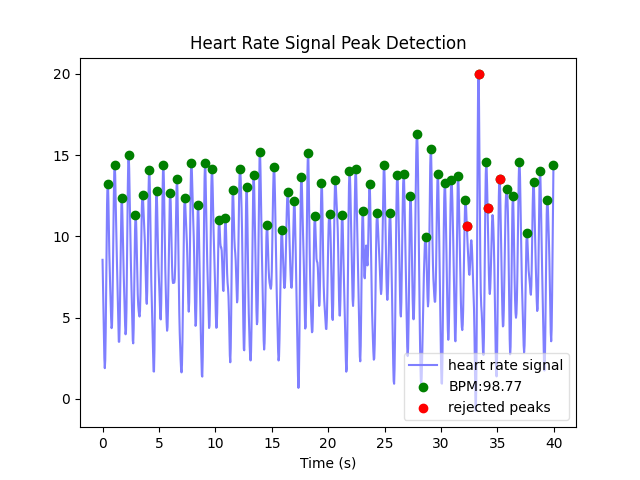 Heart Rate Signal Peak Detection
20
15
10
5
0
heart rate signal
BPM:98.77
rejected peaks
0 5 10 15 20 25 30 35 40
Time (s)